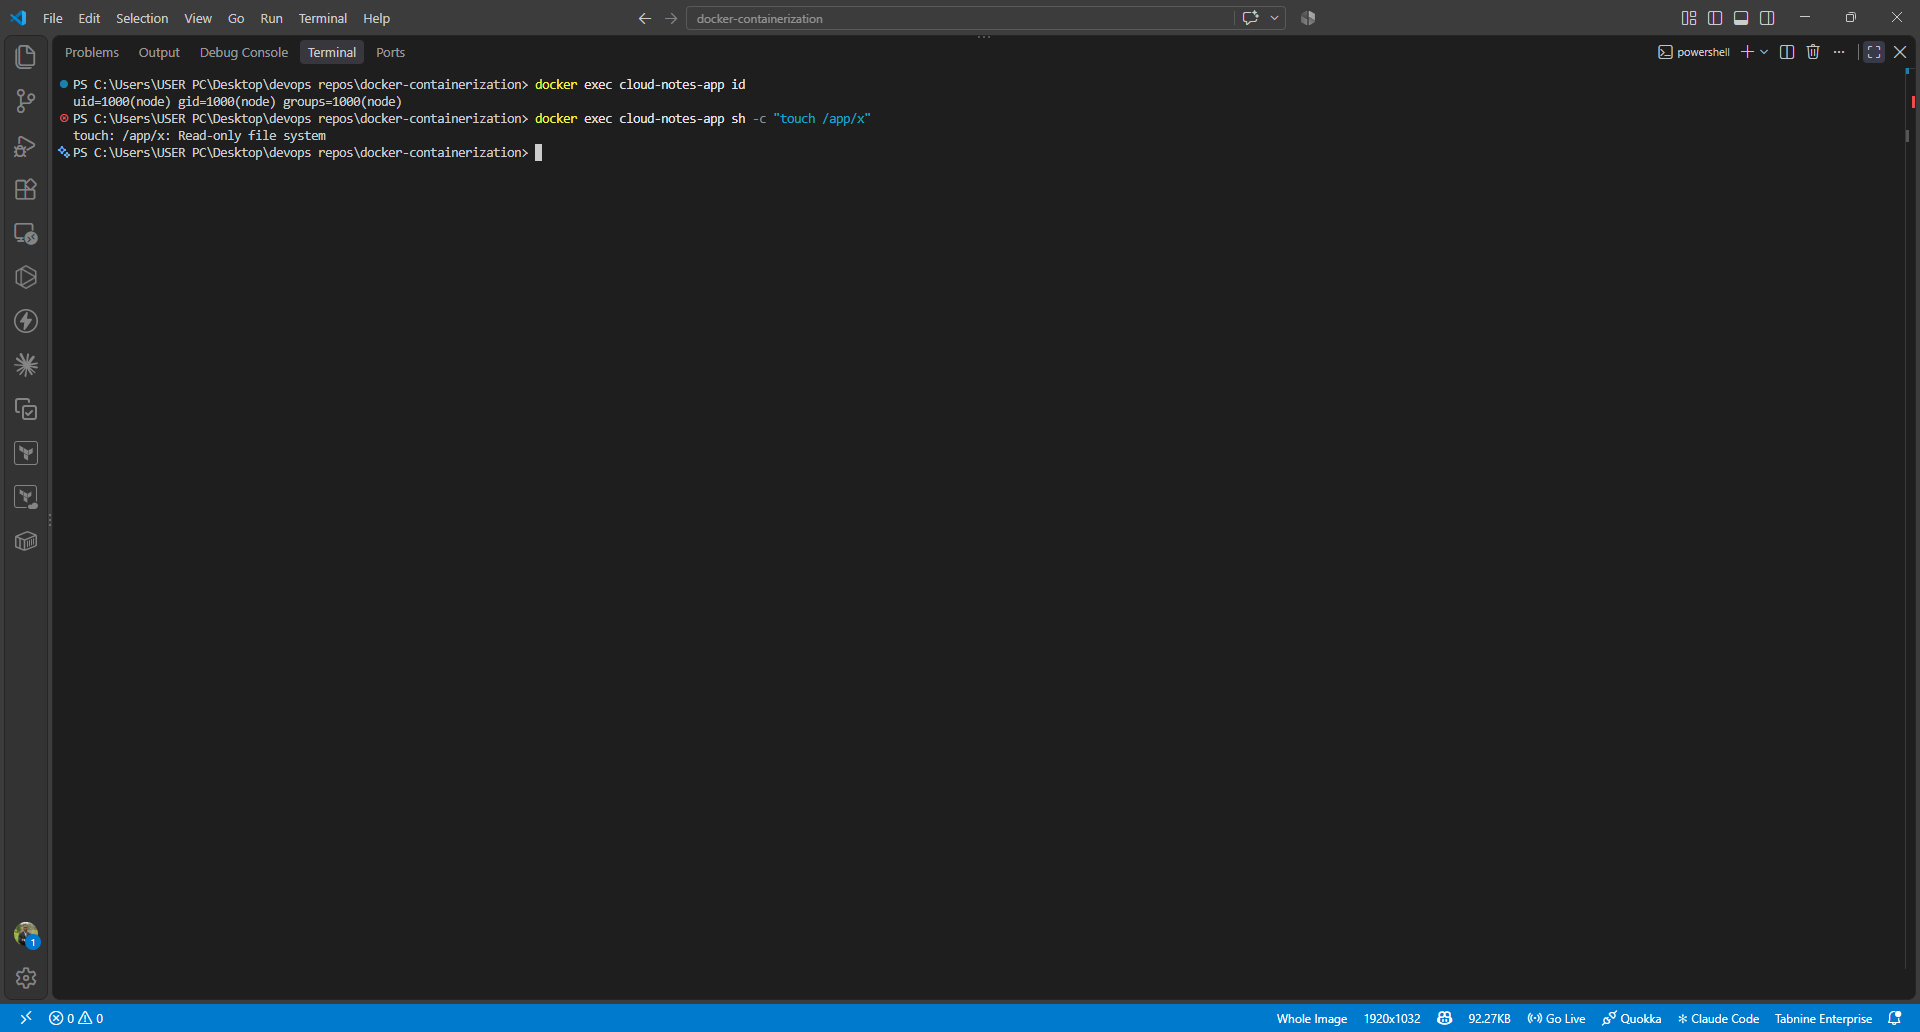 File Edit Selection View Go Run Terminal Help
docker-containerization
Problems Output Debug Console Terminal Ports
powershell
PS C:\Users\USER PC\Desktop\devops repos\docker-containerization> docker exec cloud-notes-app id
uid=1000(node) gid=1000(node) groups=1000(node)
PS C:\Users\USER PC\Desktop\devops repos\docker-containerization> docker exec cloud-notes-app sh -c "touch /app/x"
touch: /app/x: Read-only file system
PS C:\Users\USER PC\Desktop\devops repos\docker-containerization>
1
0 0 Whole Image 1920x1032 92.27KB Go Live Quokka Claude Code Tabnine Enterprise